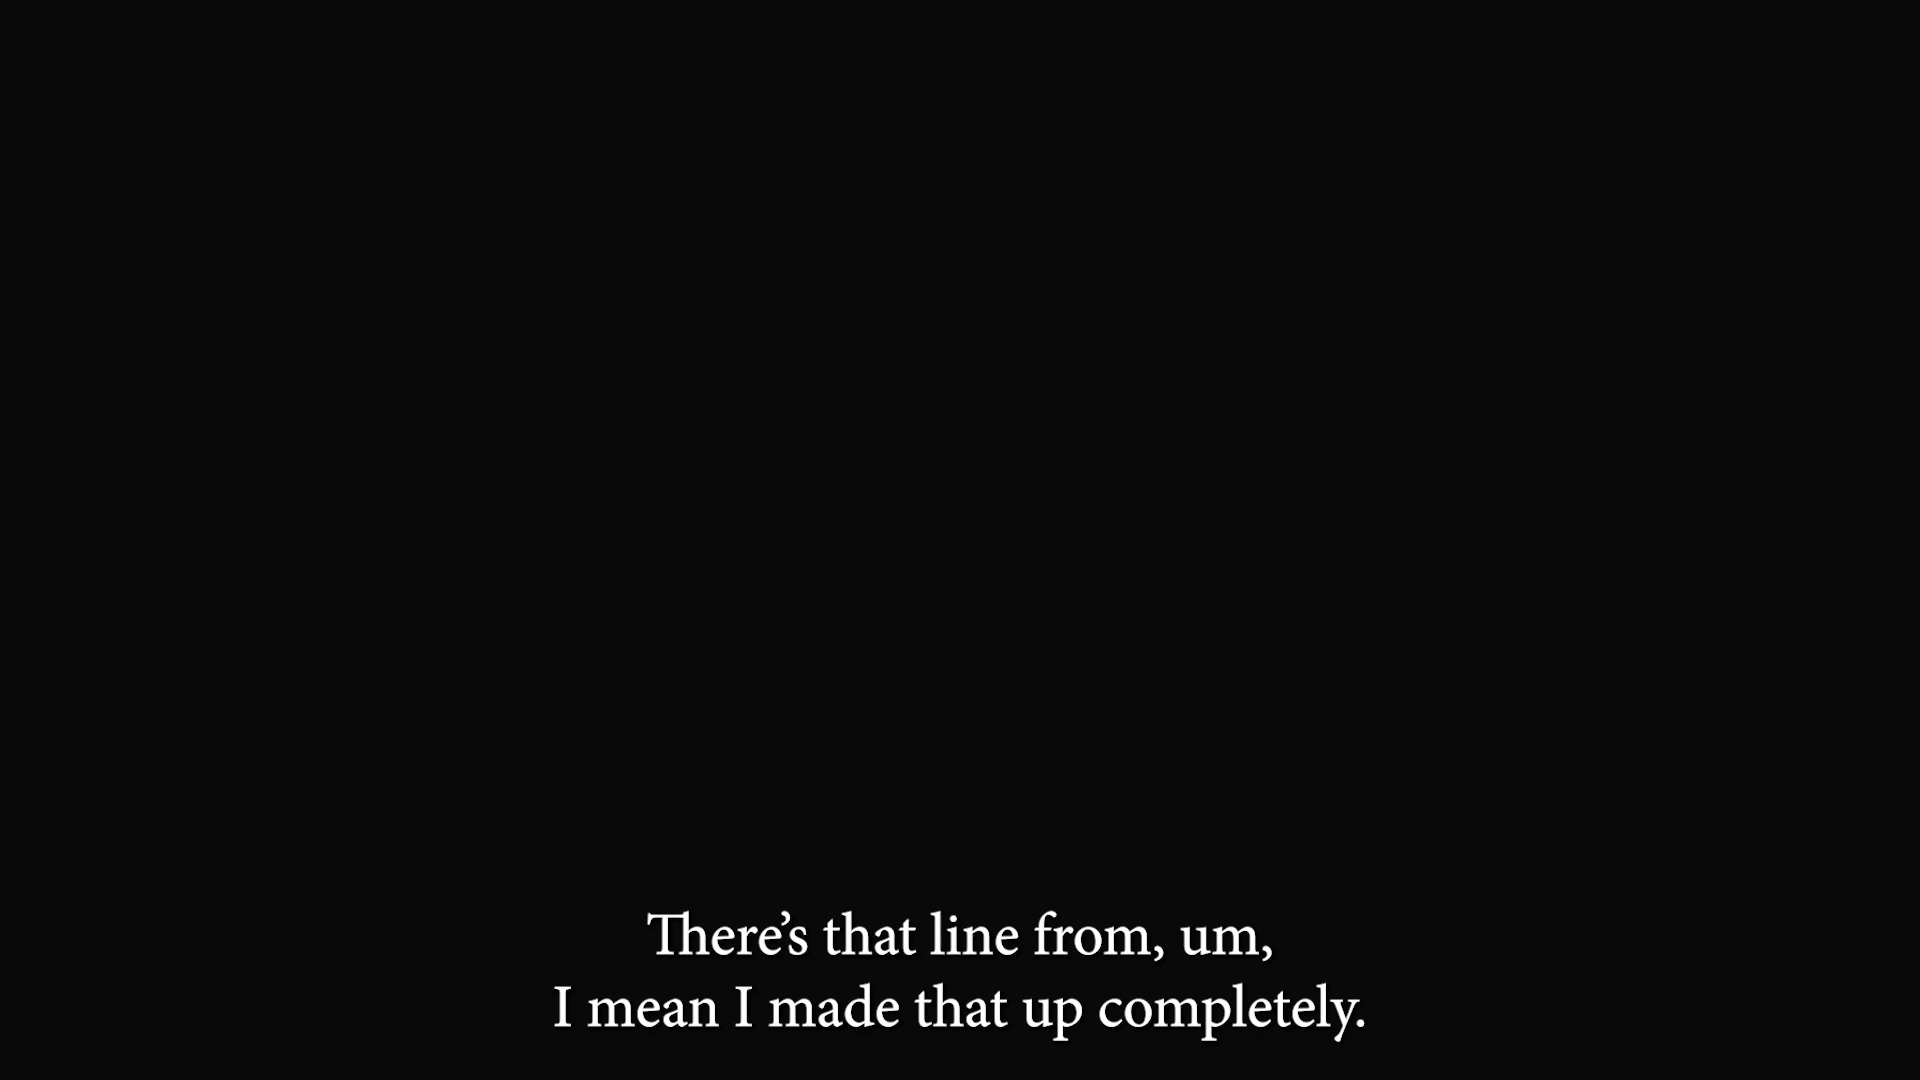 There’s that line from, um,
I mean I made that up completely.